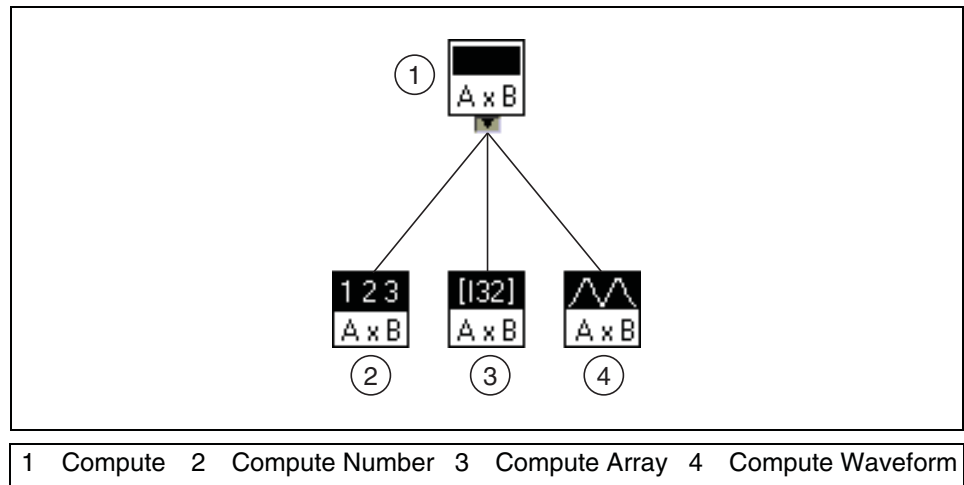 1
A x B
1 2 3
[I32]
A x B
A x B
A x B
2
3
4
1 Compute 2 Compute Number 3 Compute Array 4 Compute Waveform